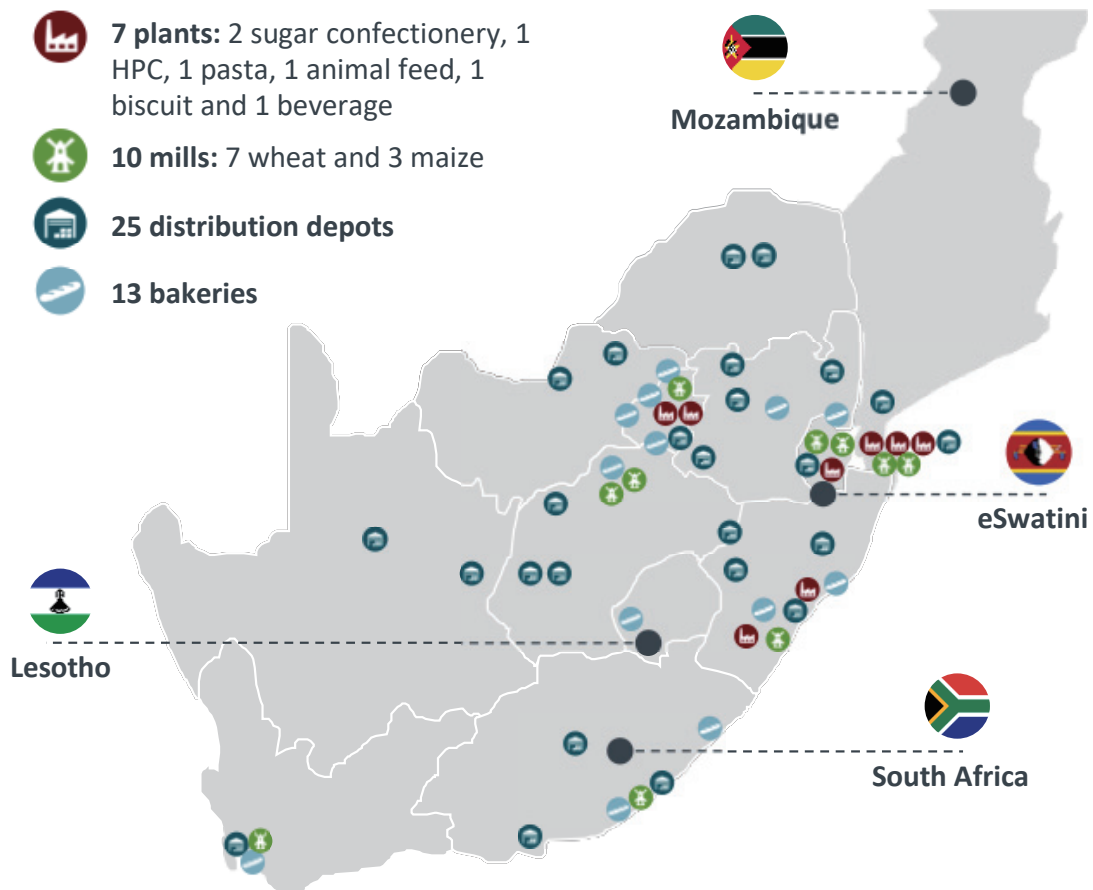 7 plants: 2 sugar confectionery, 1
HPC, 1 pasta, 1 animal feed, 1
biscuit and 1 beverage
10 mills: 7 wheat and 3 maize
25 distribution depots
13 bakeries
Mozambique
eSwatini
Lesotho
South Africa